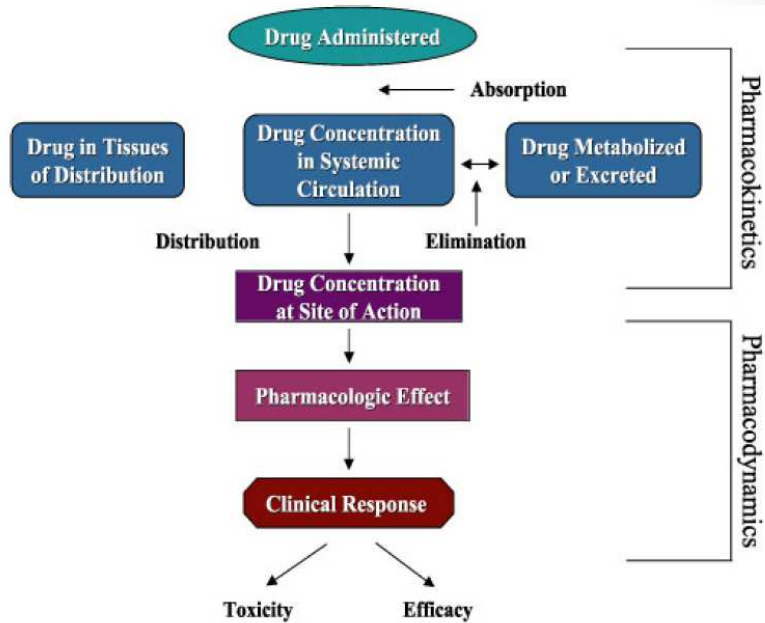 Drug Administered
Absorption
Drug in Tissues
of Distribution
Drug Concentration
in Systemic
Circulation
Drug Metabolized
or Excreted
Distribution
Elimination
Drug Concentration
at Site of Action
Pharmacologic Effect
Clinical Response
Toxicity
Efficacy
Pharmacokinetics
Pharmacodynamics